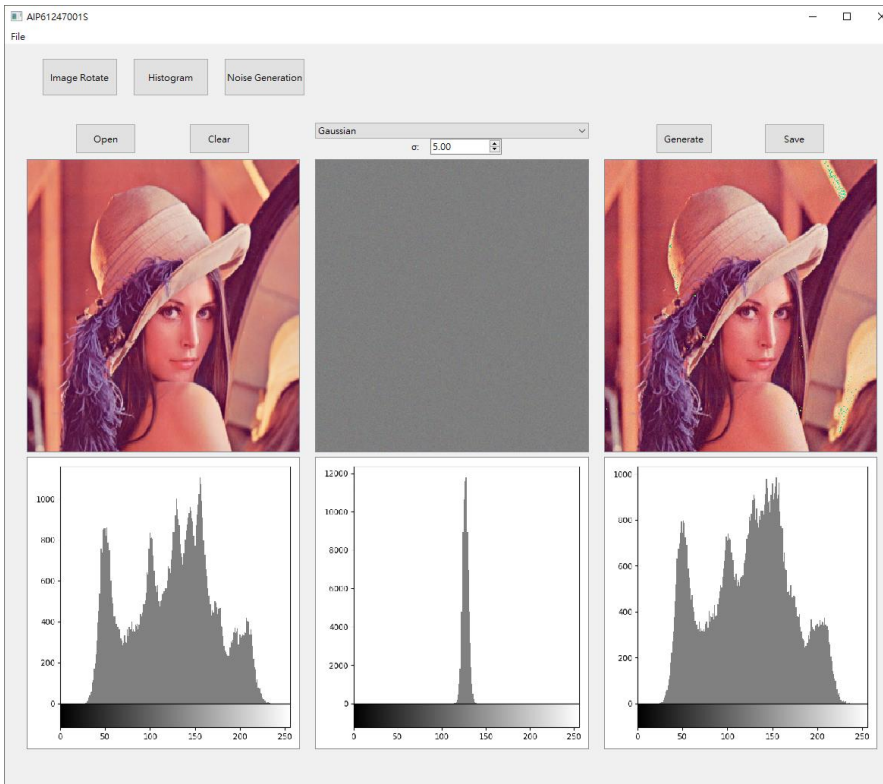 AIP61247001S
File
Image Rotate Histogram Noise Generation
Open Clear Gaussian Generate Save
σ: 5.00
1000 12000 1000
800 10000 800
600 8000 600
400 6000 400
200 4000 200
0 2000 0
0
0 50 100 150 200 250 0 50 100 150 200 250 0 50 100 150 200 250